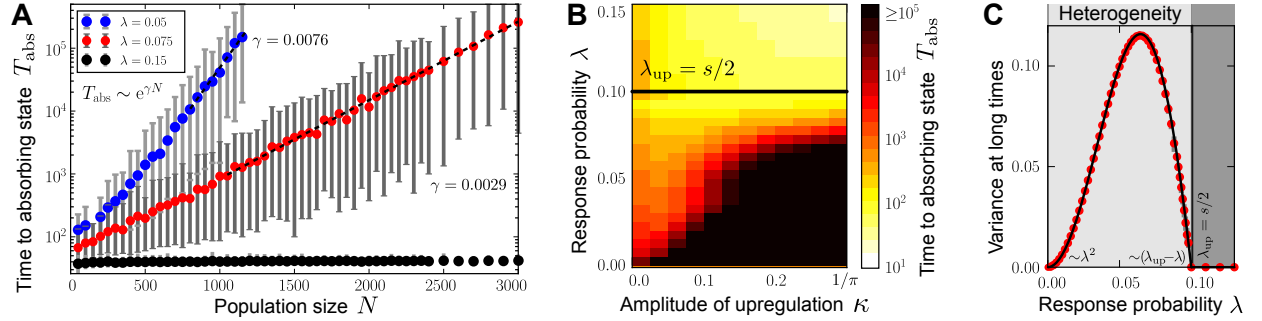 A
Time to absorbing state T_abs
10^5
10^4
10^3
10^2
λ = 0.05
λ = 0.075
λ = 0.15
T_abs ∼ e^{γN}
γ = 0.0076
γ = 0.0029
0
500
1000
1500
2000
2500
3000
Population size N
B
Response probability λ
0.15
0.10
0.05
0.00
λ_up = s/2
0.0
0.1
0.2
1/π
Amplitude of upregulation κ
≥10^5
10^4
10^3
10^2
10^1
Time to absorbing state T_abs
C
Heterogeneity
Variance at long times
0.10
0.05
0.00
∼λ^2
∼(λ_up−λ)
λ_up = s/2
0.00
0.05
0.10
Response probability λ